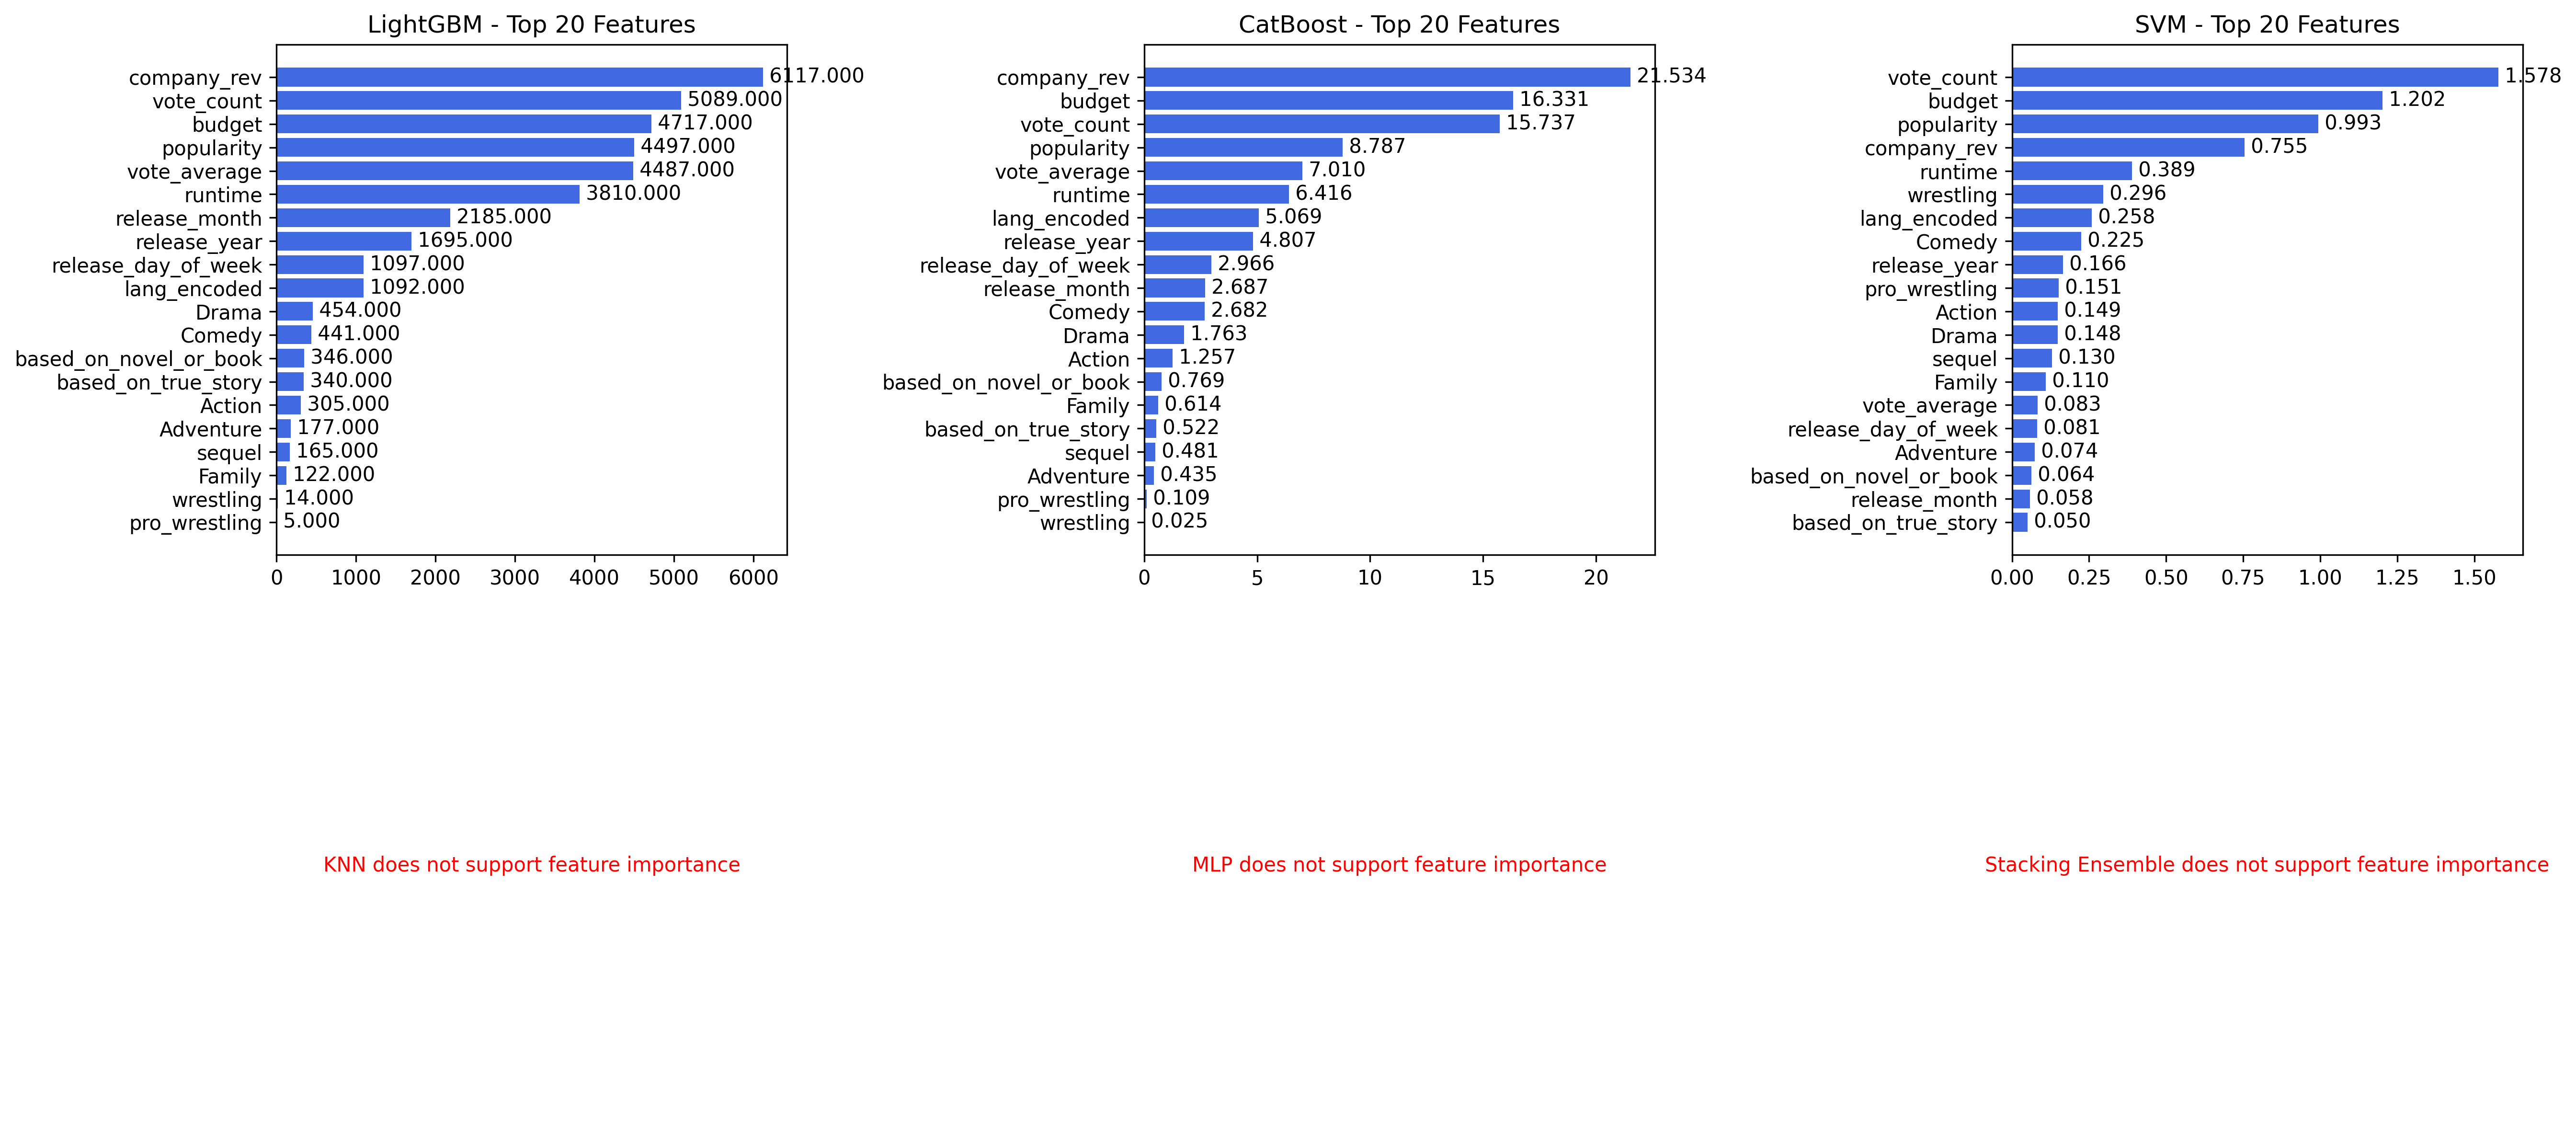 LightGBM - Top 20 Features
company_rev 6117.000
vote_count 5089.000
budget 4717.000
popularity 4497.000
vote_average 4487.000
runtime 3810.000
release_month 2185.000
release_year 1695.000
release_day_of_week 1097.000
lang_encoded 1092.000
Drama 454.000
Comedy 441.000
based_on_novel_or_book 346.000
based_on_true_story 340.000
Action 305.000
Adventure 177.000
sequel 165.000
Family 122.000
wrestling 14.000
pro_wrestling 5.000
0 1000 2000 3000 4000 5000 6000
CatBoost - Top 20 Features
company_rev 21.534
budget 16.331
vote_count 15.737
popularity 8.787
vote_average 7.010
runtime 6.416
lang_encoded 5.069
release_year 4.807
release_day_of_week 2.966
release_month 2.687
Comedy 2.682
Drama 1.763
Action 1.257
based_on_novel_or_book 0.769
Family 0.614
based_on_true_story 0.522
sequel 0.481
Adventure 0.435
pro_wrestling 0.109
wrestling 0.025
0 5 10 15 20
SVM - Top 20 Features
vote_count 1.578
budget 1.202
popularity 0.993
company_rev 0.755
runtime 0.389
wrestling 0.296
lang_encoded 0.258
Comedy 0.225
release_year 0.166
pro_wrestling 0.151
Action 0.149
Drama 0.148
sequel 0.130
Family 0.110
vote_average 0.083
release_day_of_week 0.081
Adventure 0.074
based_on_novel_or_book 0.064
release_month 0.058
based_on_true_story 0.050
0.00 0.25 0.50 0.75 1.00 1.25 1.50
KNN does not support feature importance
MLP does not support feature importance
Stacking Ensemble does not support feature importance